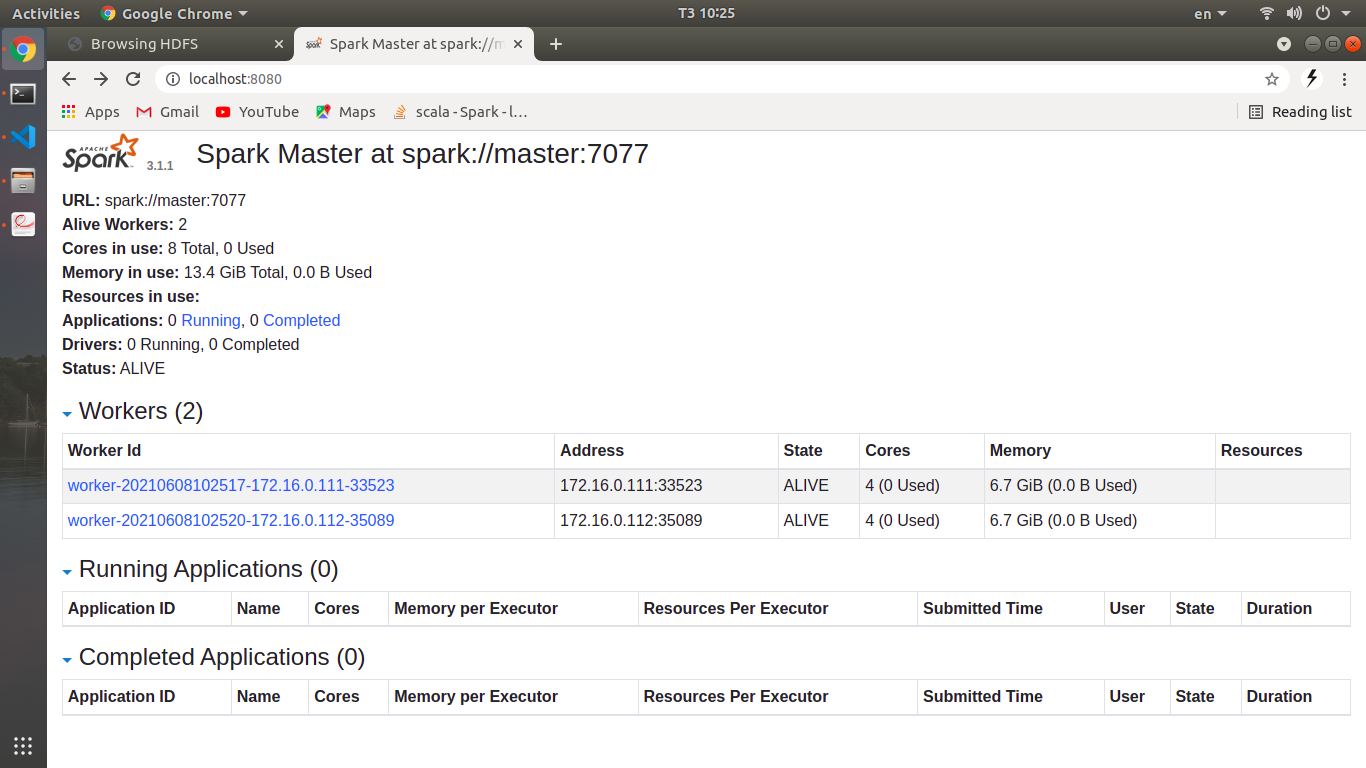 Activities Google Chrome T3 10:25 en
Browsing HDFS Spark Master at spark://m
localhost:8080
Apps Gmail YouTube Maps scala - Spark - l… Reading list
APACHE Spark 3.1.1 Spark Master at spark://master:7077
URL: spark://master:7077
Alive Workers: 2
Cores in use: 8 Total, 0 Used
Memory in use: 13.4 GiB Total, 0.0 B Used
Resources in use:
Applications: 0 Running, 0 Completed
Drivers: 0 Running, 0 Completed
Status: ALIVE
Workers (2)
Worker Id Address State Cores Memory Resources
worker-20210608102517-172.16.0.111-33523 172.16.0.111:33523 ALIVE 4 (0 Used) 6.7 GiB (0.0 B Used)
worker-20210608102520-172.16.0.112-35089 172.16.0.112:35089 ALIVE 4 (0 Used) 6.7 GiB (0.0 B Used)
Running Applications (0)
Application ID Name Cores Memory per Executor Resources Per Executor Submitted Time User State Duration
Completed Applications (0)
Application ID Name Cores Memory per Executor Resources Per Executor Submitted Time User State Duration